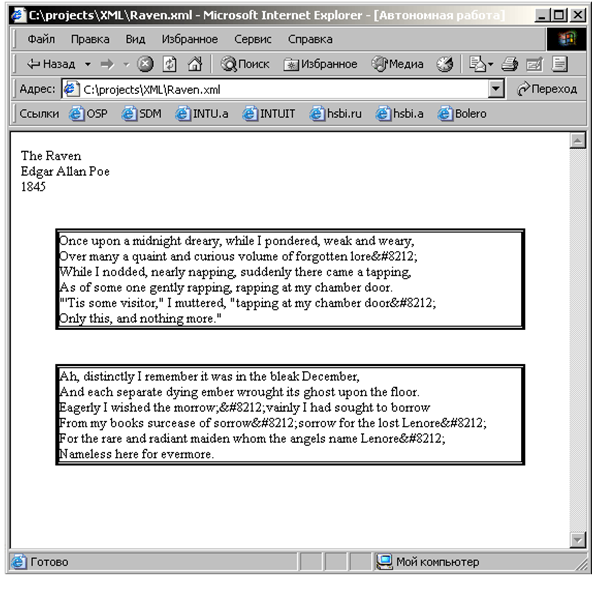 C:\projects\XML\Raven.xml - Microsoft Internet Explorer - [Автономная работа]
Файл Правка Вид Избранное Сервис Справка
Назад Поиск Избранное Медиа
Адрес: C:\projects\XML\Raven.xml Переход
Ссылки OSP SDM INTU.a INTUIT hsbi.ru hsbi.a Bolero
The Raven
Edgar Allan Poe
1845
Once upon a midnight dreary, while I pondered, weak and weary,
Over many a quaint and curious volume of forgotten lore&#8212;
While I nodded, nearly napping, suddenly there came a tapping,
As of some one gently rapping, rapping at my chamber door.
"'Tis some visitor," I muttered, "tapping at my chamber door&#8212;
Only this, and nothing more."
Ah, distinctly I remember it was in the bleak December,
And each separate dying ember wrought its ghost upon the floor.
Eagerly I wished the morrow;&#8212;vainly I had sought to borrow
From my books surcease of sorrow&#8212;sorrow for the lost Lenore&#8212;
For the rare and radiant maiden whom the angels name Lenore&#8212;
Nameless here for evermore.
Готово Мой компьютер